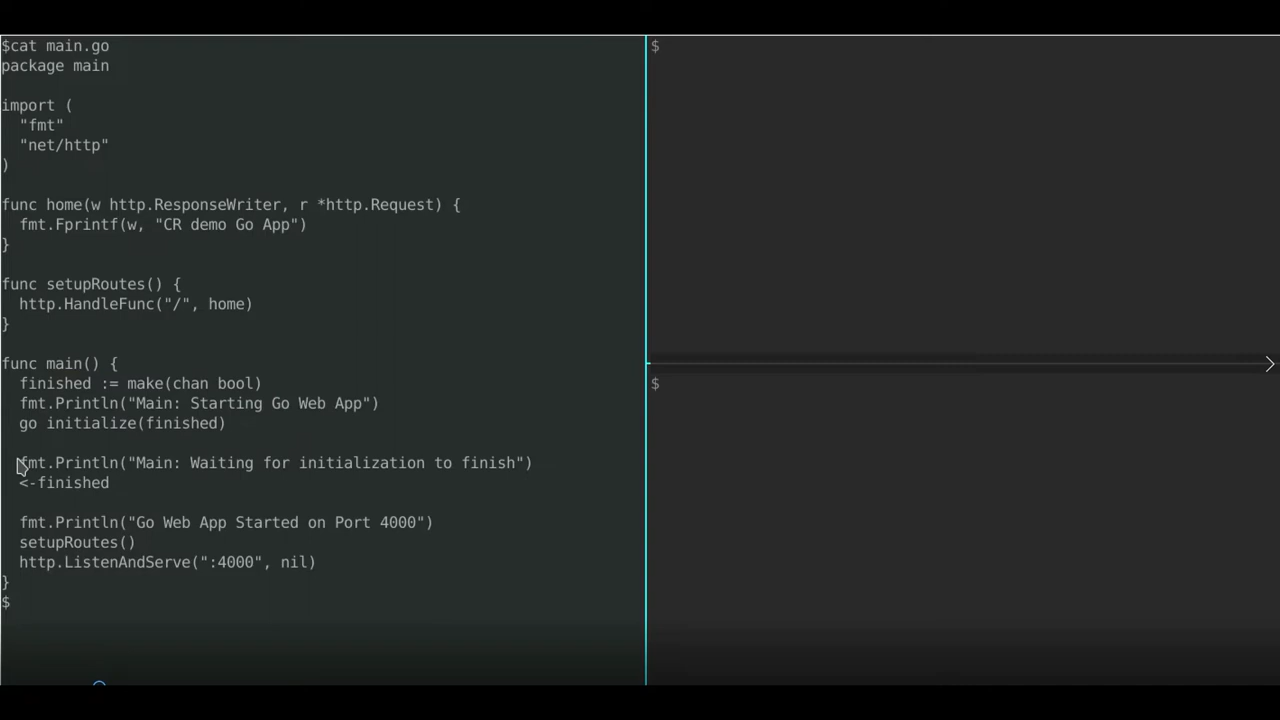 $cat main.go
package main
import (
"fmt"
"net/http"
)
func home(w http.ResponseWriter, r *http.Request) {
fmt.Fprintf(w, "CR demo Go App")
}
func setupRoutes() {
http.HandleFunc("/", home)
}
func main() {
finished := make(chan bool)
fmt.Println("Main: Starting Go Web App")
go initialize(finished)
fmt.Println("Main: Waiting for initialization to finish")
<-finished
fmt.Println("Go Web App Started on Port 4000")
setupRoutes()
http.ListenAndServe(":4000", nil)
}
$
$
$